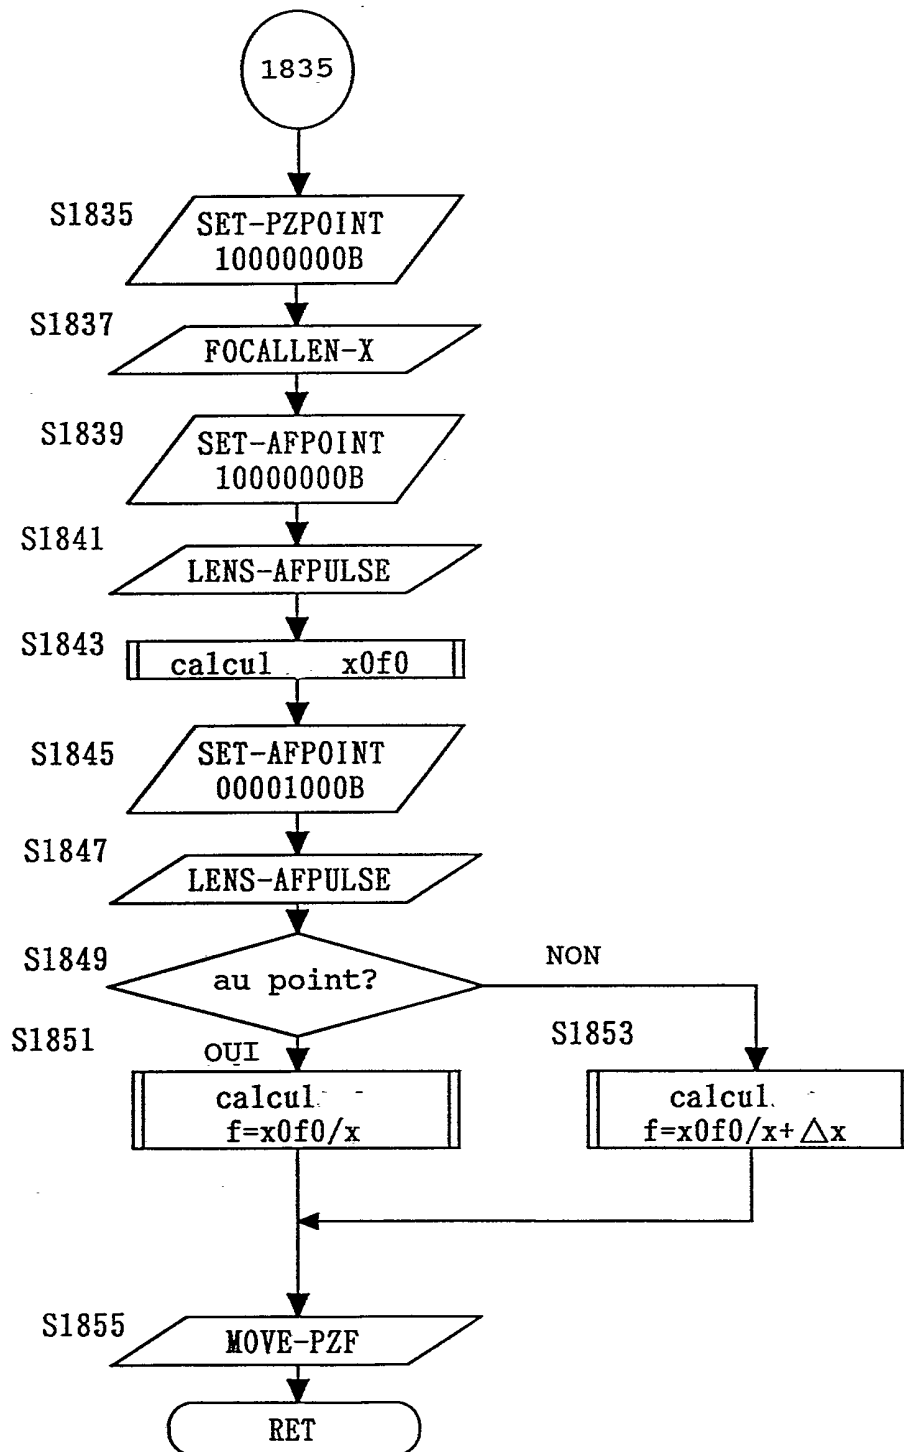 1835
S1835
SET-PZPOINT
10000000B
S1837
FOCALLEN-X
S1839
SET-AFPOINT
10000000B
S1841
LENS-AFPULSE
S1843
calcul x0f0
S1845
SET-AFPOINT
00001000B
S1847
LENS-AFPULSE
S1849
au point?
NON
S1851
OUI
calcul
f=x0f0/x
S1853
calcul
f=x0f0/x+△x
S1855
MOVE-PZF
RET